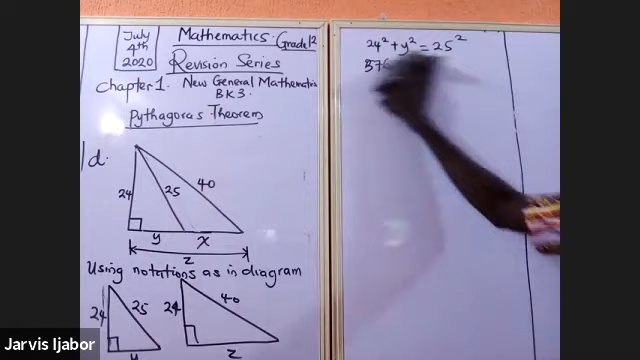 July
4th
2020
Mathematics. Grade 12
Revision Series
Chapter 1. New General Mathematics
BK 3
Pythagoras Theorem
1d.
24
25
40
y
x
z
Using notations as in diagram
24
25
y
24
40
z
24² + y² = 25²
576
Jarvis Ijabor